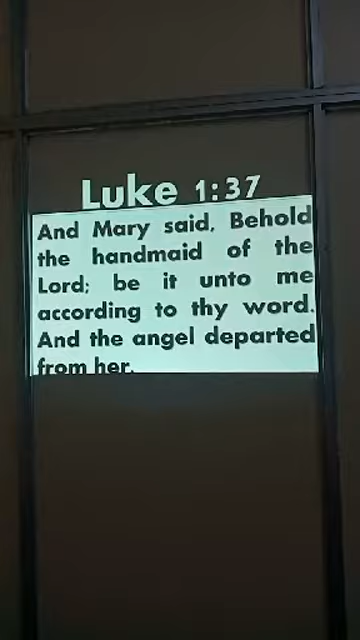 Luke 1:37
And Mary said, Behold
the handmaid of the
Lord; be it unto me
according to thy word.
And the angel departed
from her.